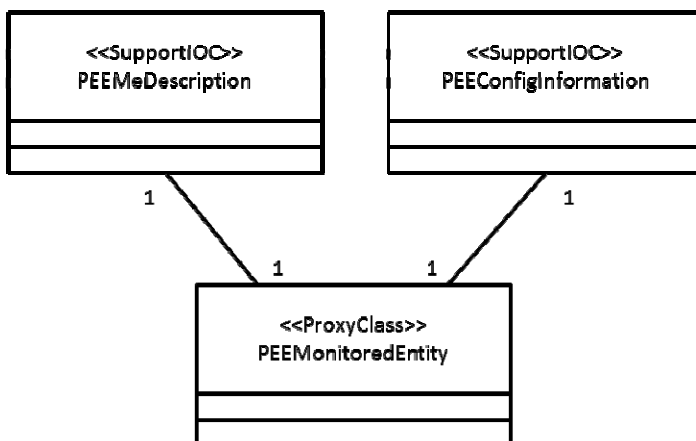 <<SupportIOC>>
PEEMeDescription
<<SupportIOC>>
PEEConfigInformation
1
1
1
1
<<ProxyClass>>
PEEMonitoredEntity